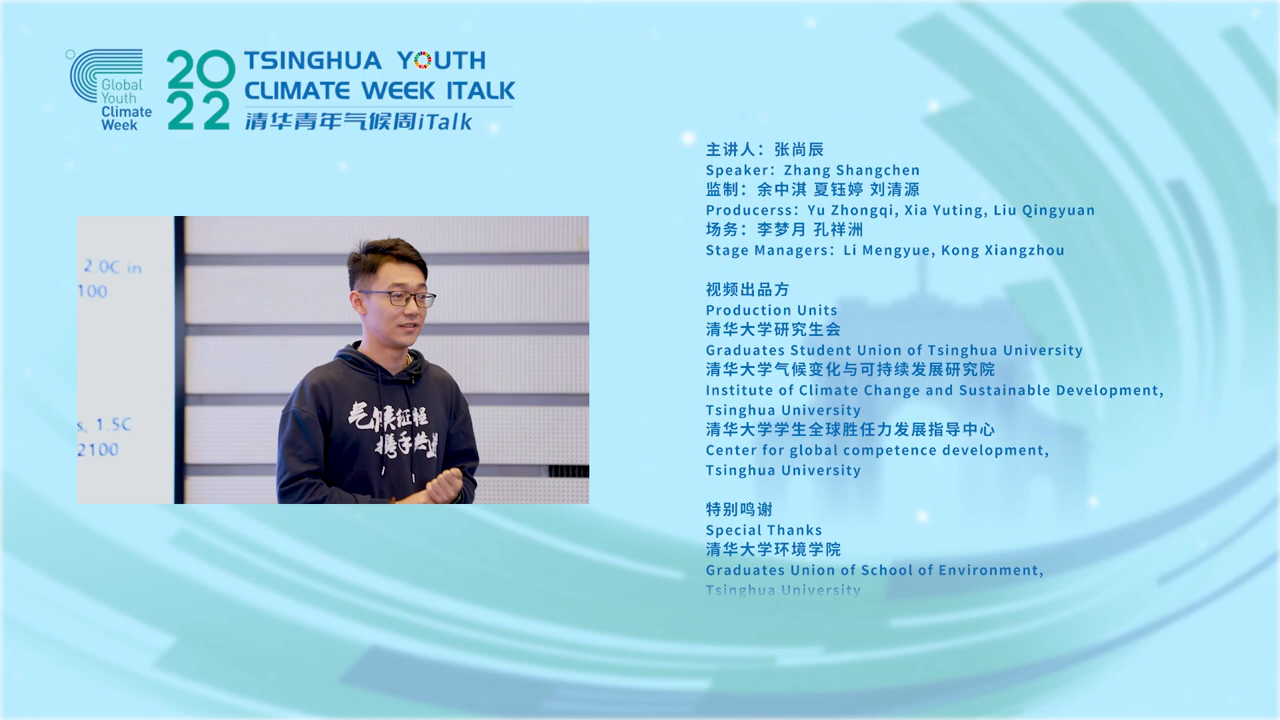 Global
Youth
Climate
Week
2022
TSINGHUA YOUTH
CLIMATE WEEK ITALK
清华青年气候周iTalk
2.0C in
100
s, 1.5C
2100
气候征程
携手共进
主讲人：张尚辰
Speaker：Zhang Shangchen
监制：余中淇 夏钰婷 刘清源
Producerss：Yu Zhongqi, Xia Yuting, Liu Qingyuan
场务：李梦月 孔祥洲
Stage Managers：Li Mengyue, Kong Xiangzhou
视频出品方
Production Units
清华大学研究生会
Graduates Student Union of Tsinghua University
清华大学气候变化与可持续发展研究院
Institute of Climate Change and Sustainable Development,
Tsinghua University
清华大学学生全球胜任力发展指导中心
Center for global competence development,
Tsinghua University
特别鸣谢
Special Thanks
清华大学环境学院
Graduates Union of School of Environment,
Tsinghua University